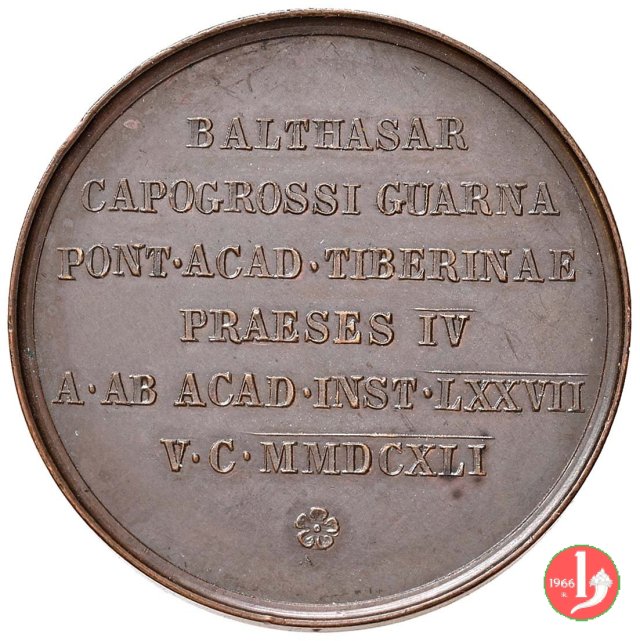 BALTHASAR
CAPOGROSSI GUARNA
PONT·ACAD·TIBERINAE
PRAESES IV
A·AB ACAD·INST·LXXVII
V·C·MMDCXLI
1966